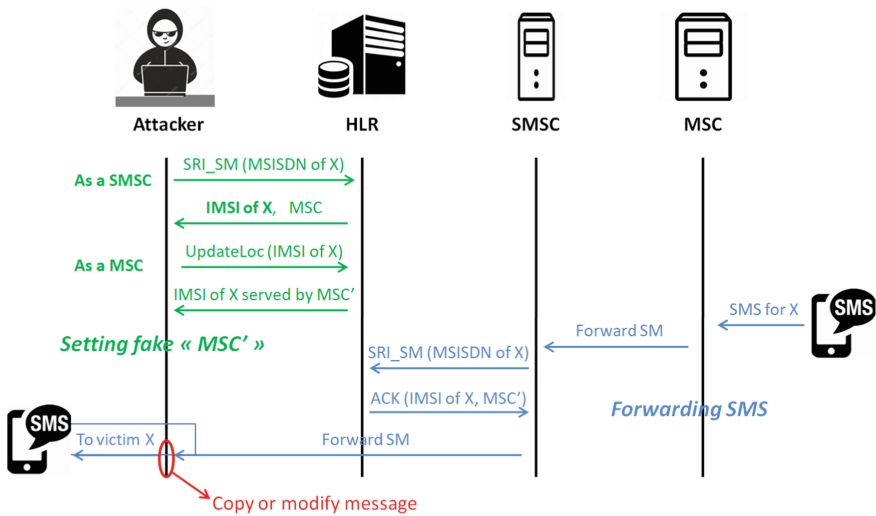 Attacker
HLR
SMSC
MSC
As a SMSC
SRI_SM (MSISDN of X)
IMSI of X, MSC
As a MSC
UpdateLoc (IMSI of X)
IMSI of X served by MSC’
Setting fake « MSC’ »
SMS
SMS for X
Forward SM
SRI_SM (MSISDN of X)
ACK (IMSI of X, MSC’)
Forwarding SMS
SMS
To victim X
Forward SM
Copy or modify message